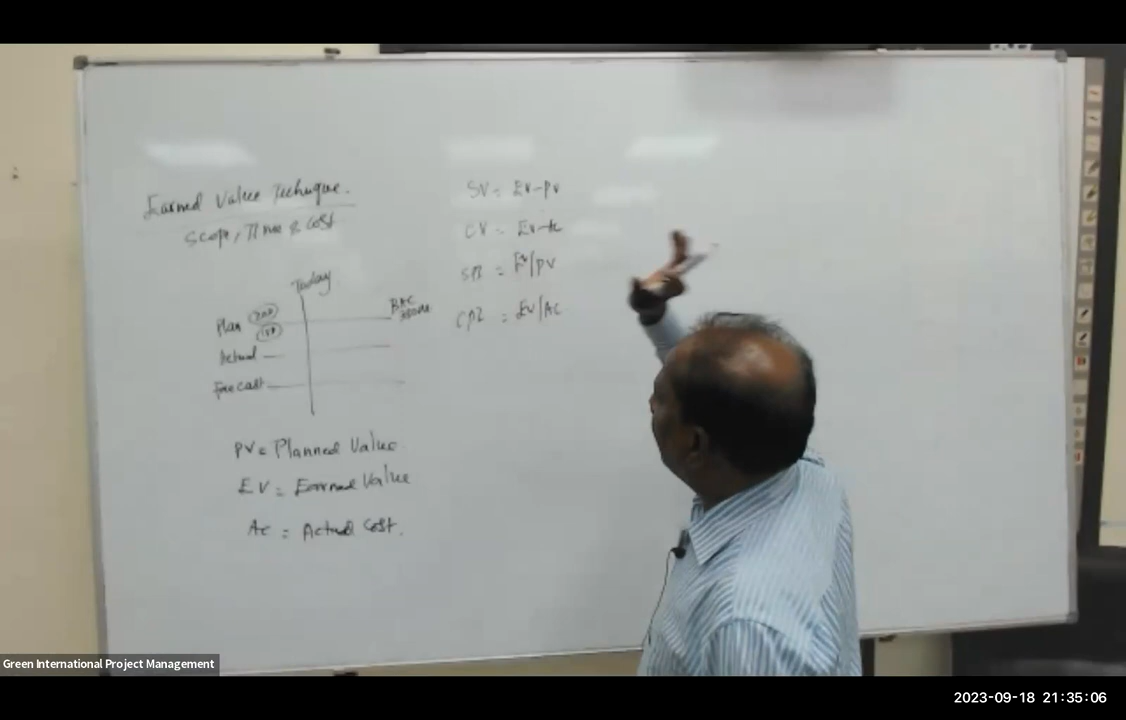 Earned Value Technique.
Scope, Time & Cost
Today
Plan 200
150
BAC
Actual
Forecast
PV = Planned Value
EV = Earned Value
AC = Actual Cost.
SV = EV-PV
CV = EV-AC
SPI = EV/PV
CPI = EV/AC
Green International Project Management
2023-09-18 21:35:06